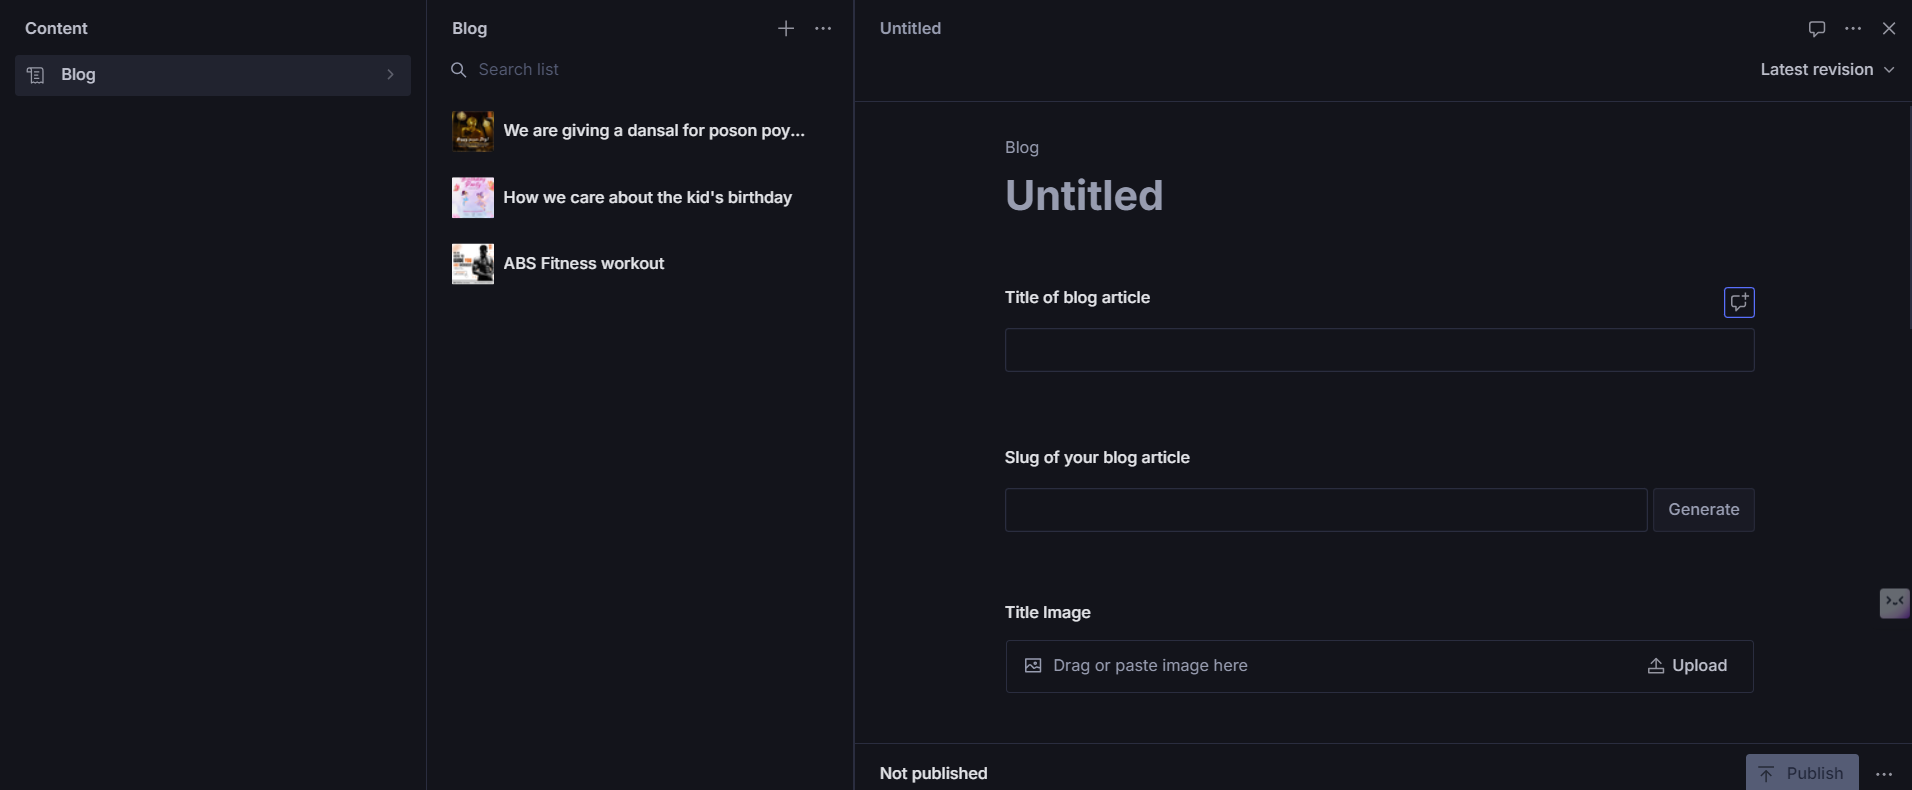 Content
Blog
Blog
Search list
We are giving a dansal for poson poy...
How we care about the kid's birthday
ABS Fitness workout
Untitled
Latest revision
Blog
Untitled
Title of blog article
Slug of your blog article
Generate
Title Image
Drag or paste image here
Upload
Not published
Publish